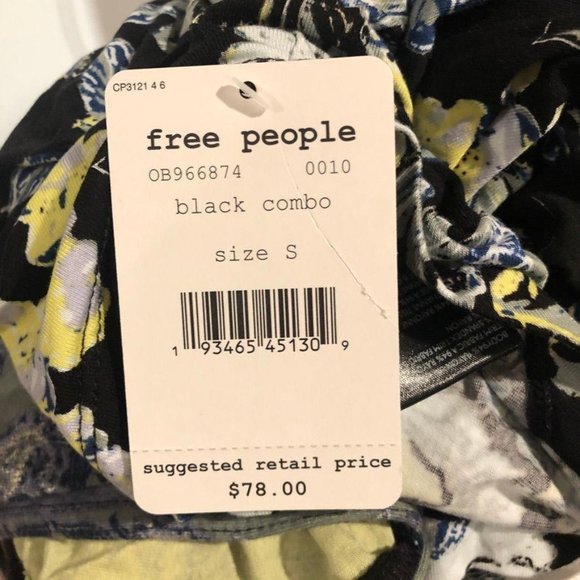 CP3121 4 6
free people
OB966874 0010
black combo
size S
1 93465 45130 9
suggested retail price
$78.00